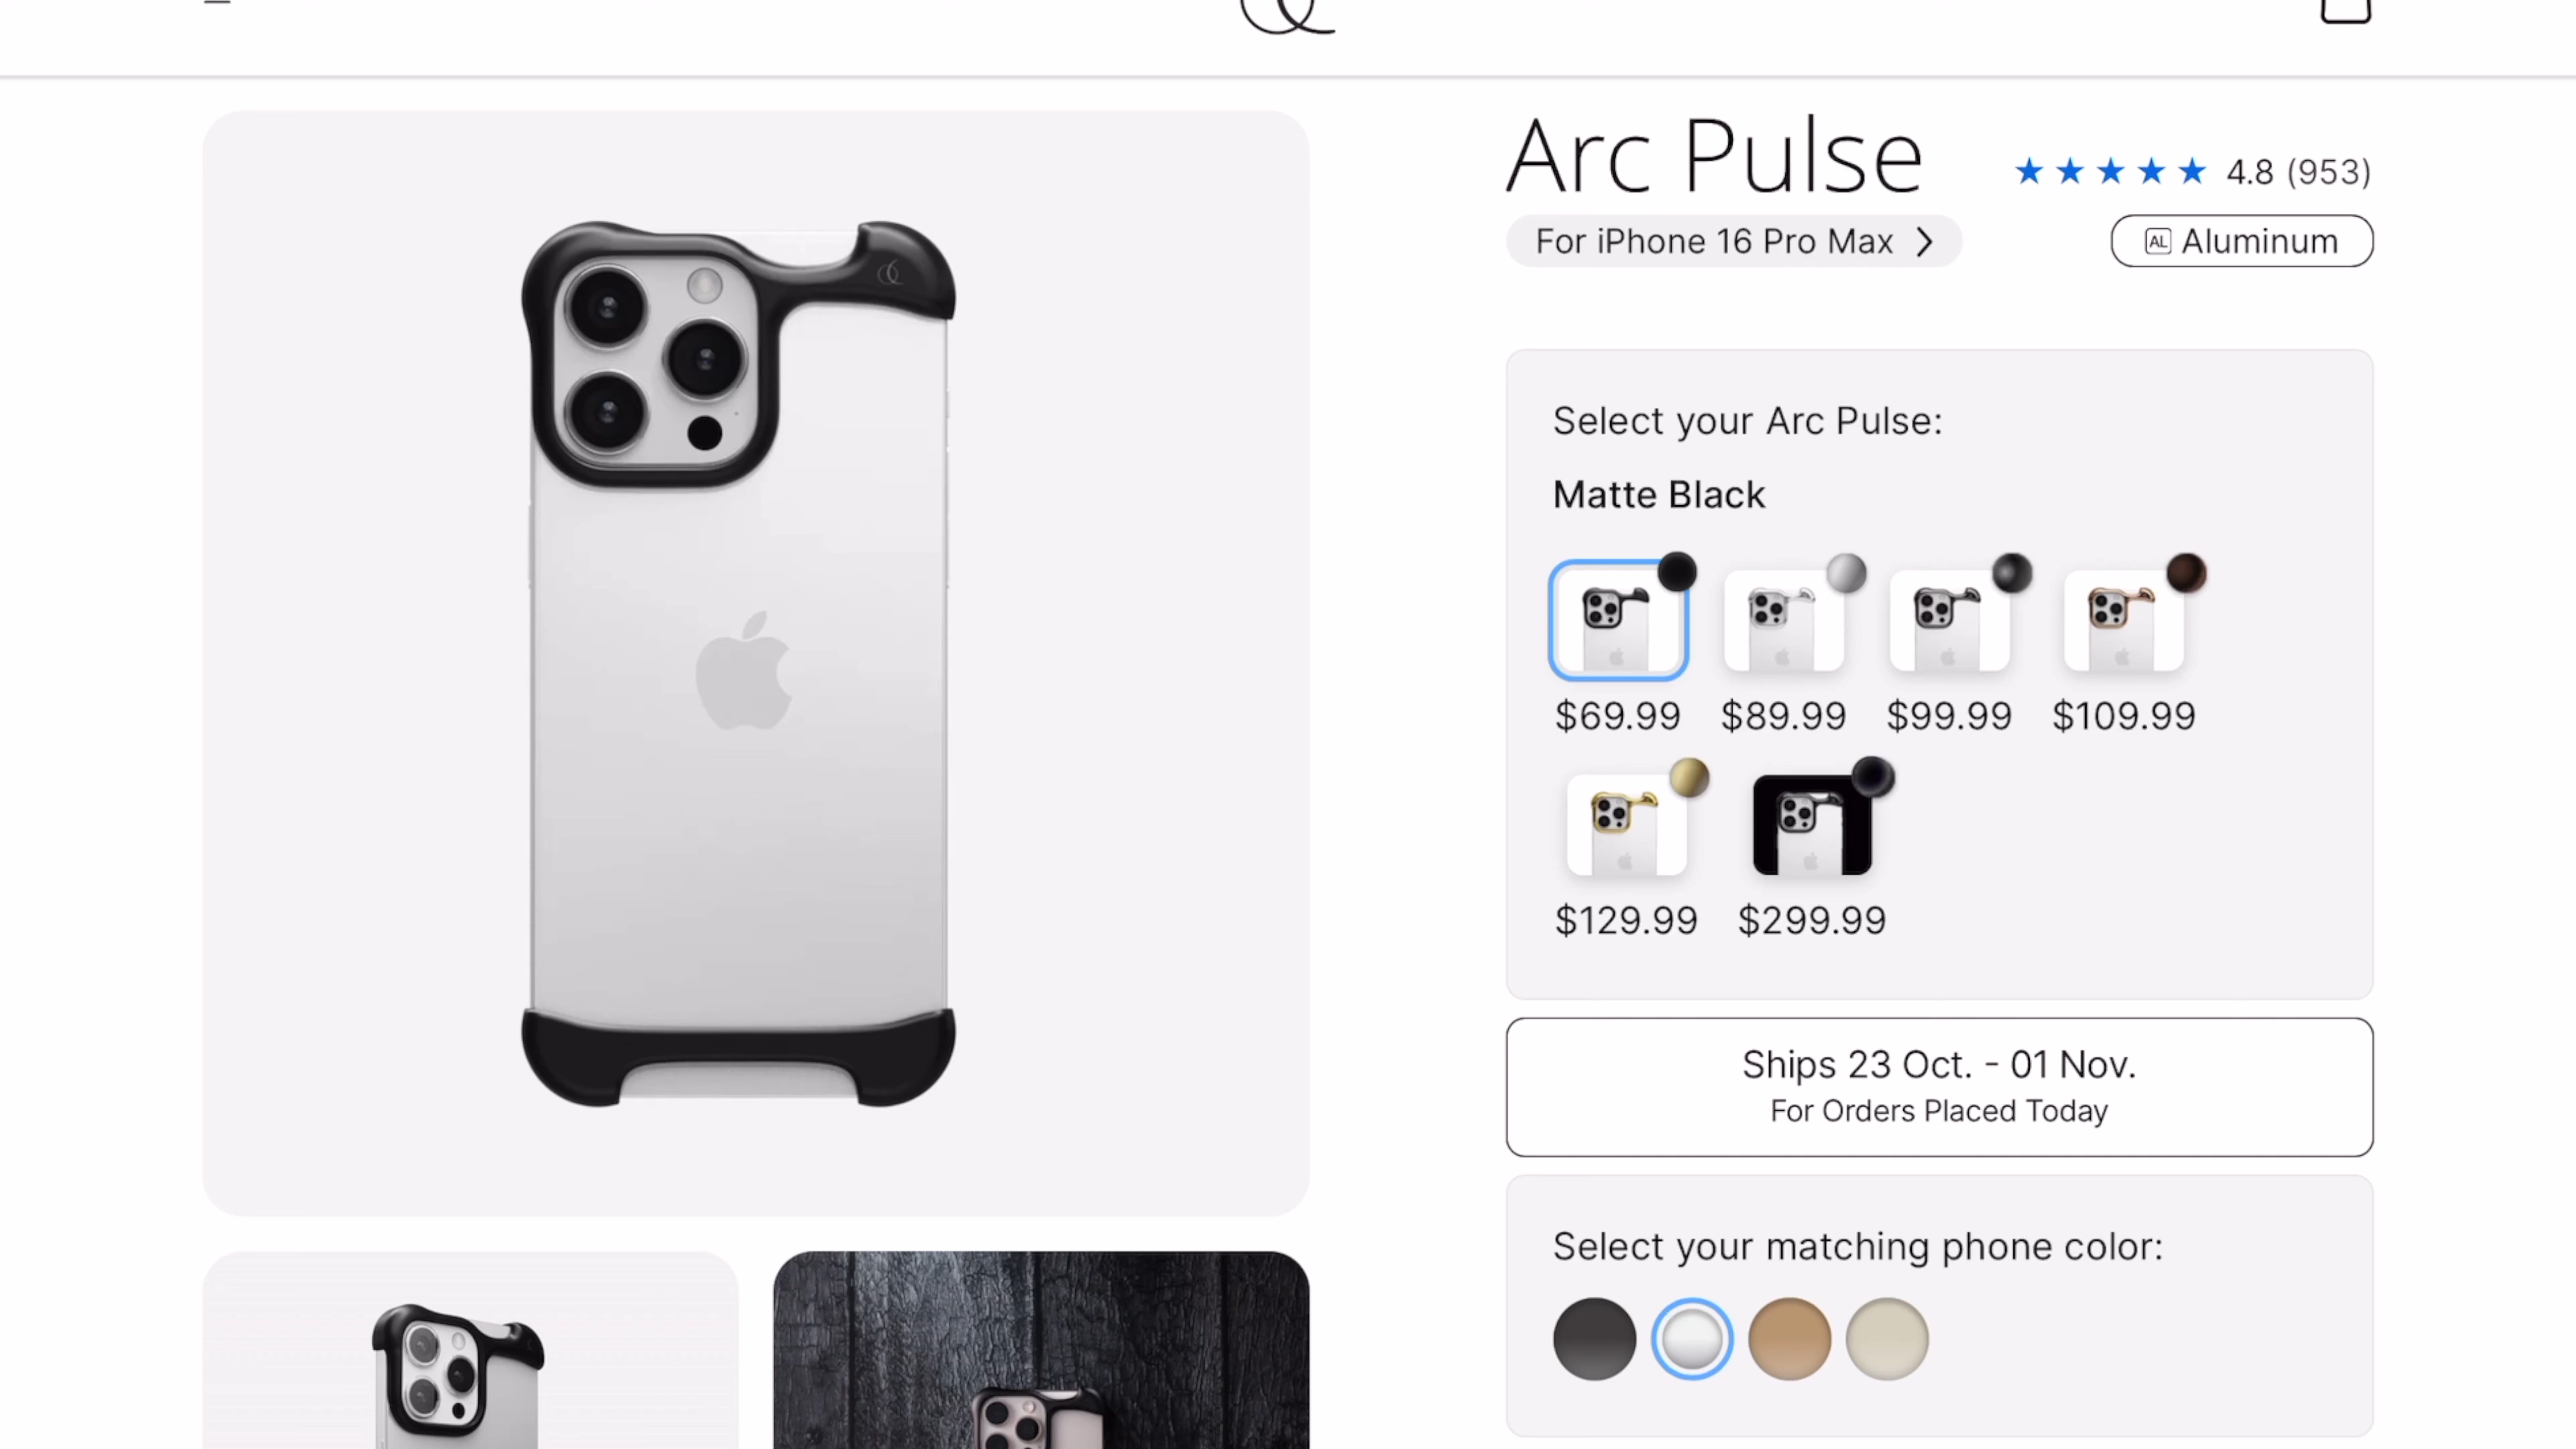 Arc Pulse
4.8 (953)
For iPhone 16 Pro Max
AL Aluminum
Select your Arc Pulse:
Matte Black
$69.99 $89.99 $99.99 $109.99
$129.99 $299.99
Ships 23 Oct. - 01 Nov.
For Orders Placed Today
Select your matching phone color: